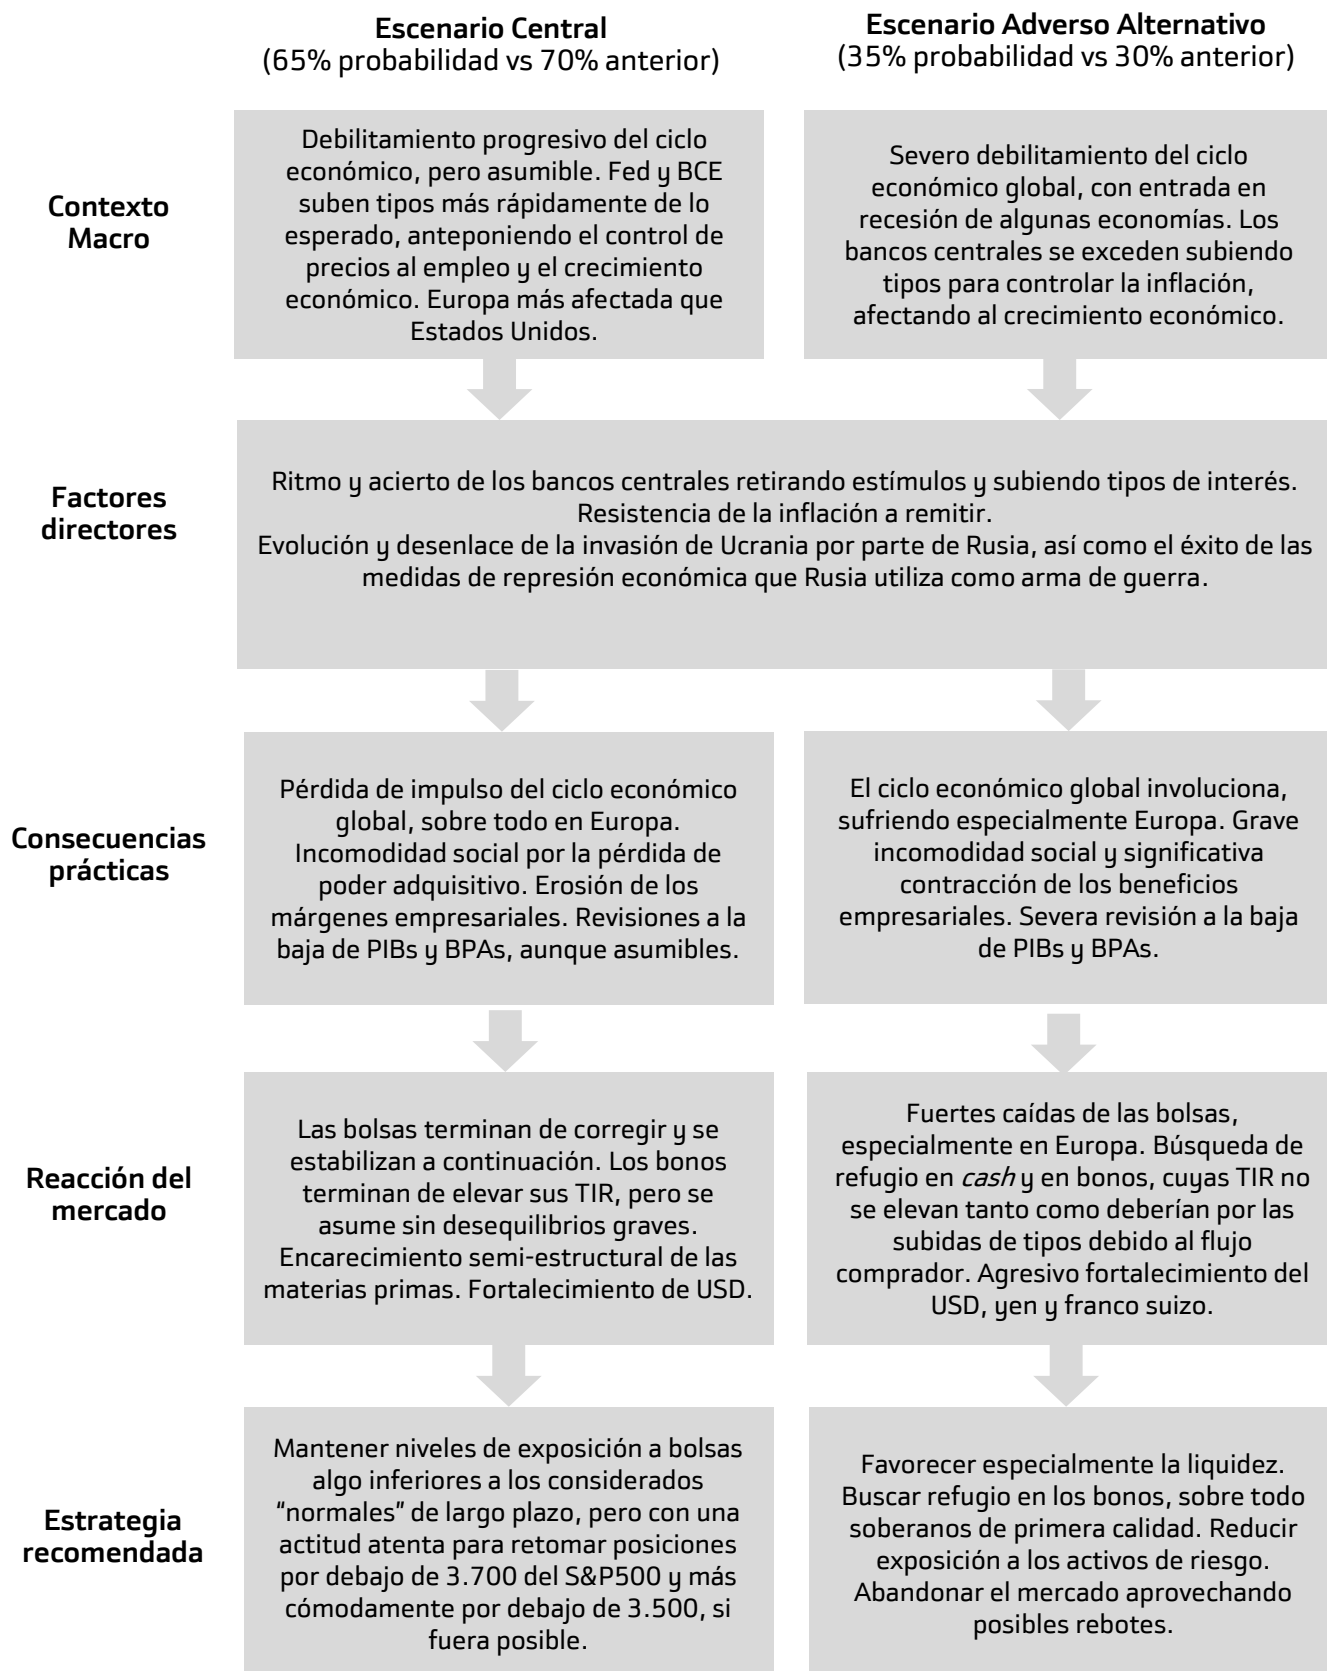 Escenario Central
(65% probabilidad vs 70% anterior)
Escenario Adverso Alternativo
(35% probabilidad vs 30% anterior)
Contexto
Macro
Debilitamiento progresivo del ciclo
económico, pero asumible. Fed y BCE
suben tipos más rápidamente de lo
esperado, anteponiendo el control de
precios al empleo y el crecimiento
económico. Europa más afectada que
Estados Unidos.
Severo debilitamiento del ciclo
económico global, con entrada en
recesión de algunas economías. Los
bancos centrales se exceden subiendo
tipos para controlar la inflación,
afectando al crecimiento económico.
Factores
directores
Ritmo y acierto de los bancos centrales retirando estímulos y subiendo tipos de interés.
Resistencia de la inflación a remitir.
Evolución y desenlace de la invasión de Ucrania por parte de Rusia, así como el éxito de las
medidas de represión económica que Rusia utiliza como arma de guerra.
Consecuencias
prácticas
Pérdida de impulso del ciclo económico
global, sobre todo en Europa.
Incomodidad social por la pérdida de
poder adquisitivo. Erosión de los
márgenes empresariales. Revisiones a la
baja de PIBs y BPAs, aunque asumibles.
El ciclo económico global involuciona,
sufriendo especialmente Europa. Grave
incomodidad social y significativa
contracción de los beneficios
empresariales. Severa revisión a la baja
de PIBs y BPAs.
Reacción del
mercado
Las bolsas terminan de corregir y se
estabilizan a continuación. Los bonos
terminan de elevar sus TIR, pero se
asume sin desequilibrios graves.
Encarecimiento semi-estructural de las
materias primas. Fortalecimiento de USD.
Fuertes caídas de las bolsas,
especialmente en Europa. Búsqueda de
refugio en cash y en bonos, cuyas TIR no
se elevan tanto como deberían por las
subidas de tipos debido al flujo
comprador. Agresivo fortalecimiento del
USD, yen y franco suizo.
Estrategia
recomendada
Mantener niveles de exposición a bolsas
algo inferiores a los considerados
“normales” de largo plazo, pero con una
actitud atenta para retomar posiciones
por debajo de 3.700 del S&P500 y más
cómodamente por debajo de 3.500, si
fuera posible.
Favorecer especialmente la liquidez.
Buscar refugio en los bonos, sobre todo
soberanos de primera calidad. Reducir
exposición a los activos de riesgo.
Abandonar el mercado aprovechando
posibles rebotes.